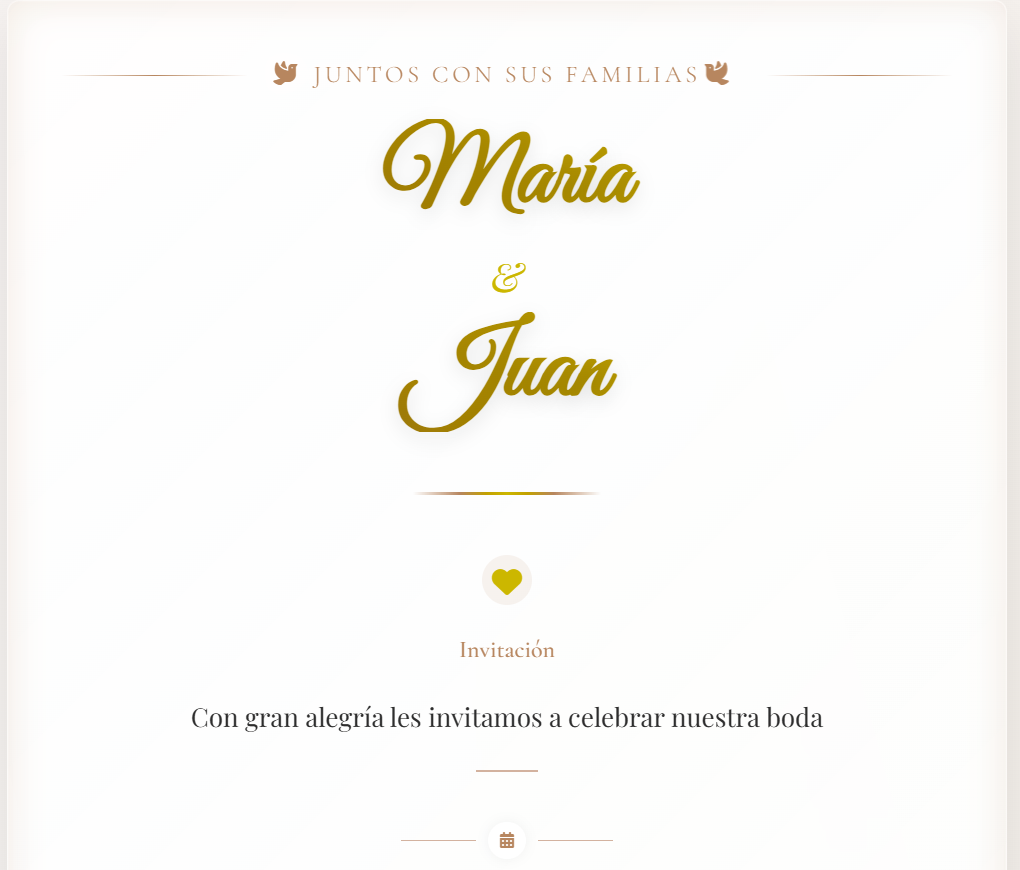 JUNTOS CON SUS FAMILIAS
María
&
Juan
Invitación
Con gran alegría les invitamos a celebrar nuestra boda